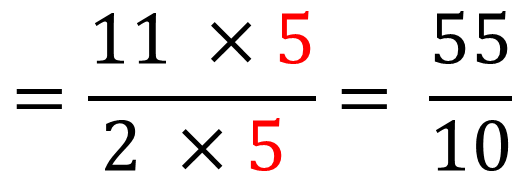 = 11 × 5 / 2 × 5 = 55 / 10